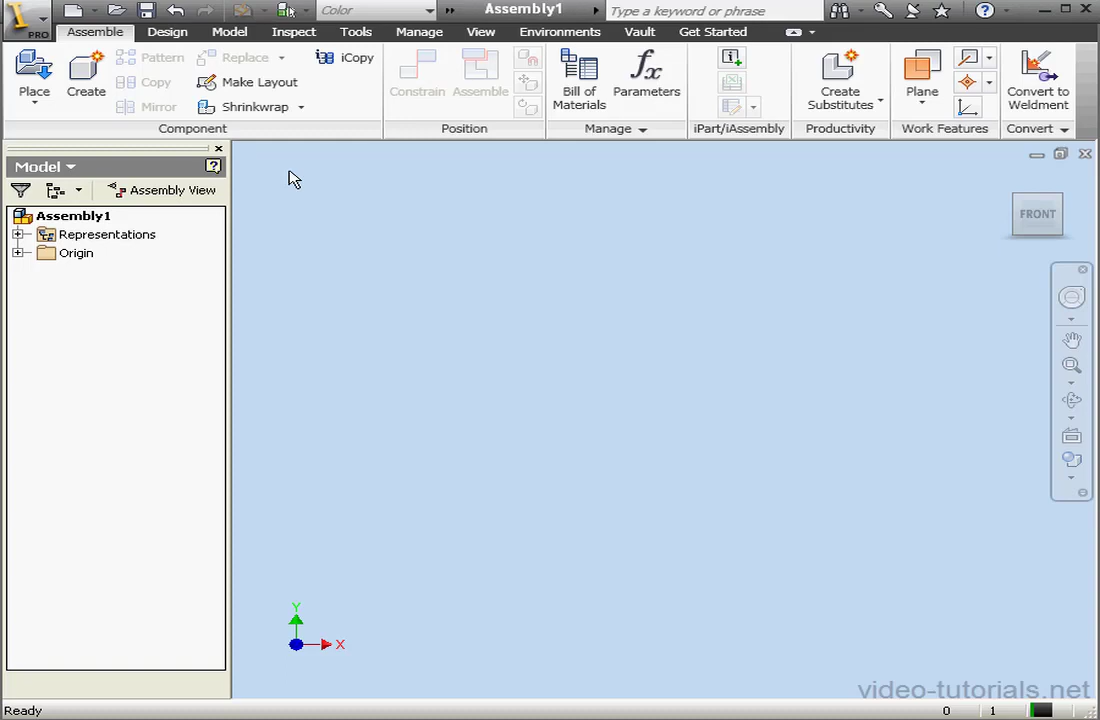 PRO
Color
Assembly1
Type a keyword or phrase
Assemble
Design
Model
Inspect
Tools
Manage
View
Environments
Vault
Get Started
Place
Create
Pattern
Copy
Mirror
Replace
Make Layout
Shrinkwrap
iCopy
Component
Constrain
Assemble
Position
Bill of
Materials
Parameters
Manage
iPart/iAssembly
Create
Substitutes
Productivity
Plane
Work Features
Convert to
Weldment
Convert
Model
Assembly View
Assembly1
Representations
Origin
FRONT
Y
X
video-tutorials.net
Ready
0
1